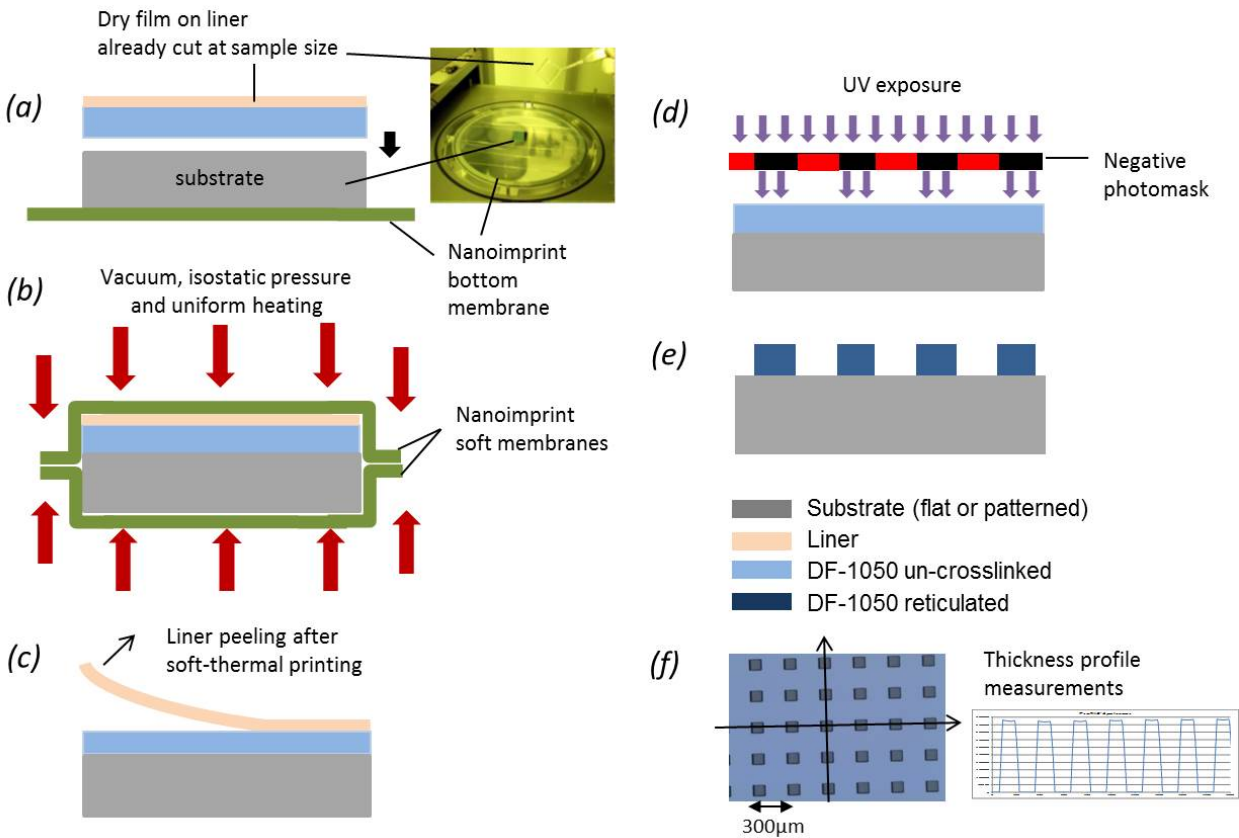 Dry film on liner
already cut at sample size
(a)
substrate
Nanoimprint
bottom
membrane
(b)
Vacuum, isostatic pressure
and uniform heating
Nanoimprint
soft membranes
(c)
Liner peeling after
soft-thermal printing
(d)
UV exposure
Negative
photomask
(e)
Substrate (flat or patterned)
Liner
DF-1050 un-crosslinked
DF-1050 reticulated
(f)
Thickness profile
measurements
300µm